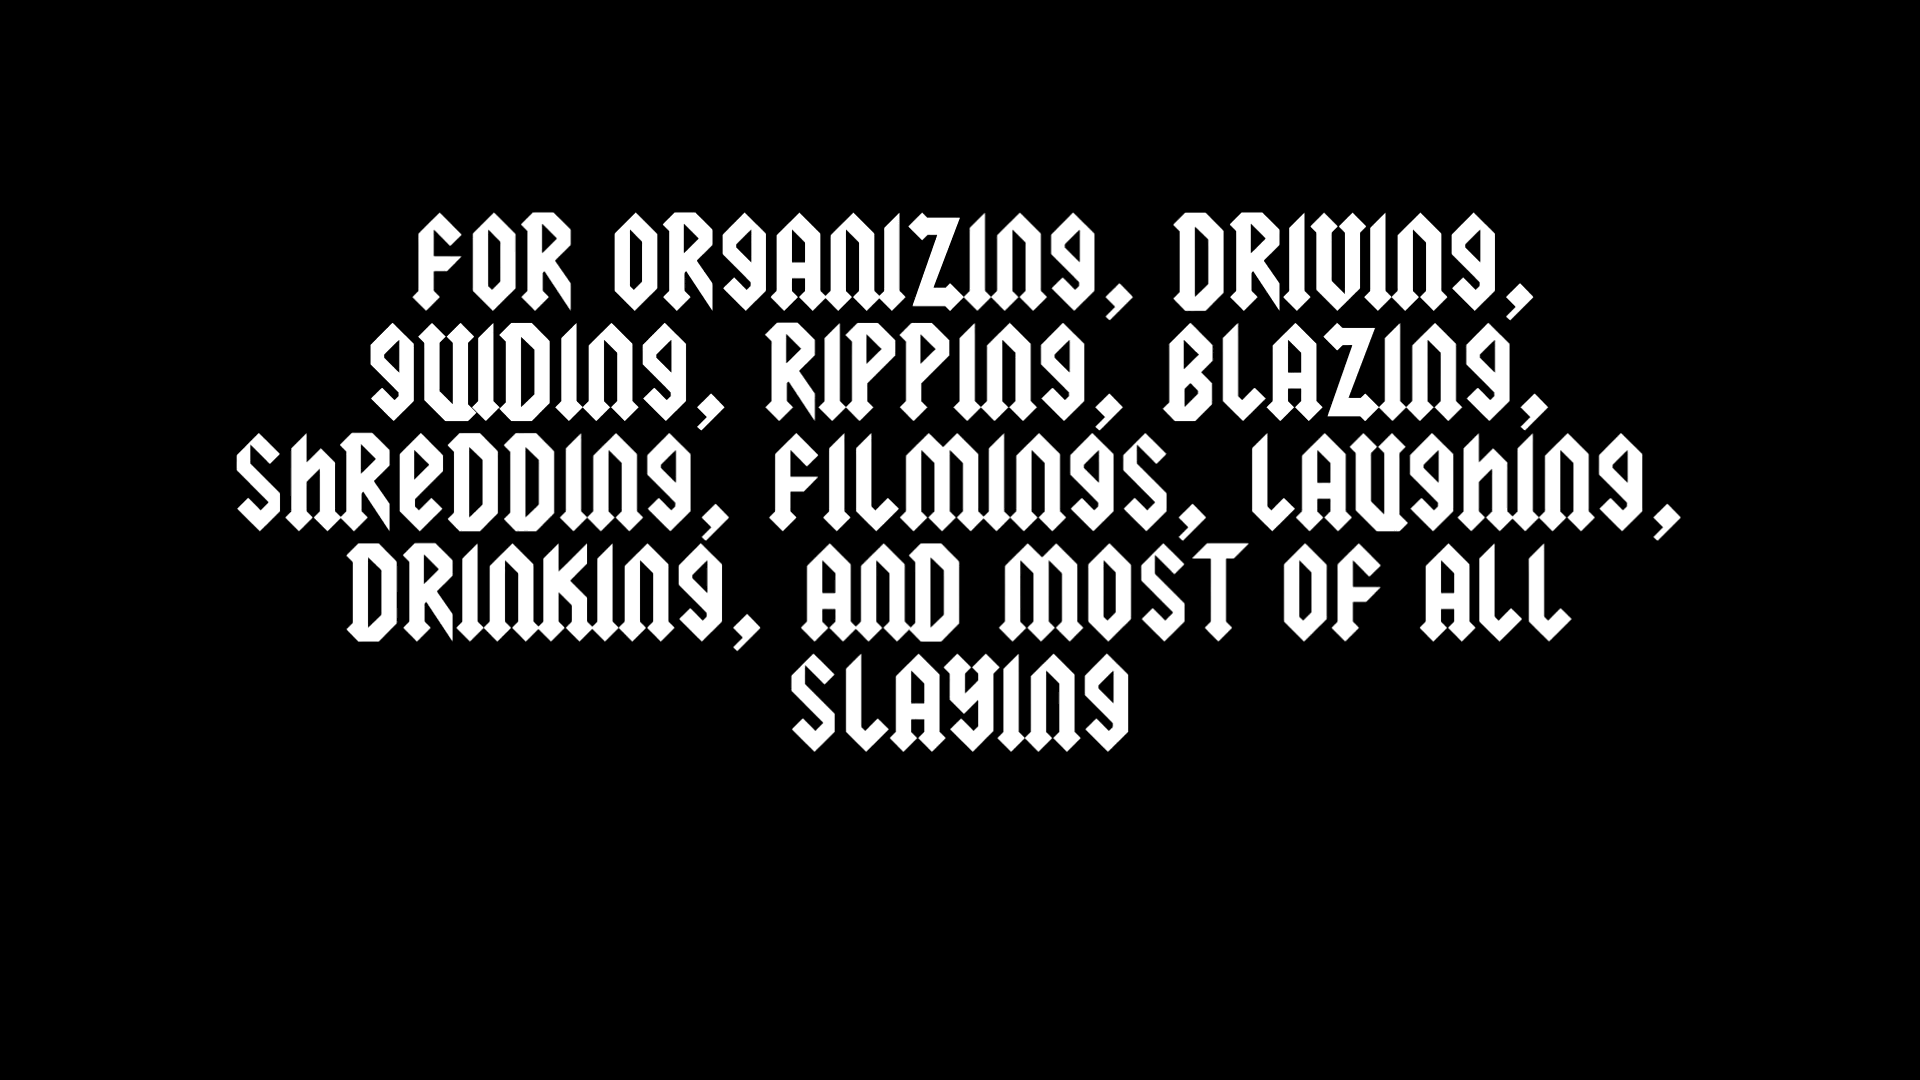 FOR ORGANIZING, DRIVING,
GUIDING, RIPPING, BLAZING,
SHREDDING, FILMINGS, LAUGHING,
DRINKING, AND MOST OF ALL
SLAYING